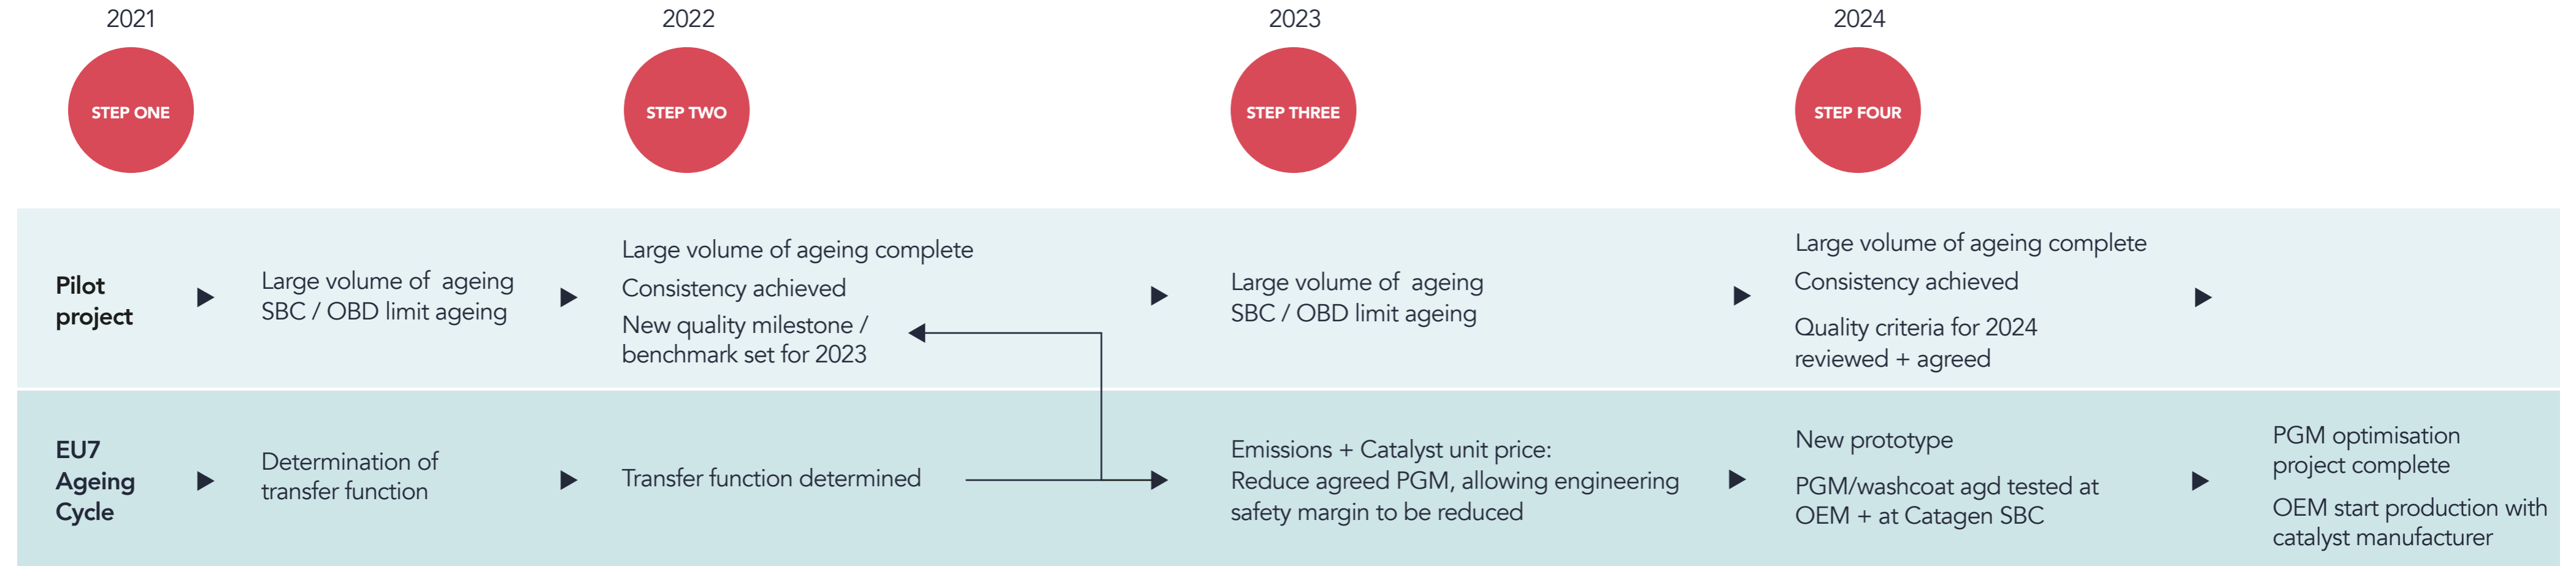 2021
2022
2023
2024
STEP ONE
STEP TWO
STEP THREE
STEP FOUR
Pilot
project
Large volume of ageing
SBC / OBD limit ageing
Large volume of ageing complete
Consistency achieved
New quality milestone /
benchmark set for 2023
Large volume of ageing
SBC / OBD limit ageing
Large volume of ageing complete
Consistency achieved
Quality criteria for 2024
reviewed + agreed
EU7
Ageing
Cycle
Determination of
transfer function
Transfer function determined
Emissions + Catalyst unit price:
Reduce agreed PGM, allowing engineering
safety margin to be reduced
New prototype
PGM/washcoat agd tested at
OEM + at Catagen SBC
PGM optimisation
project complete
OEM start production with
catalyst manufacturer